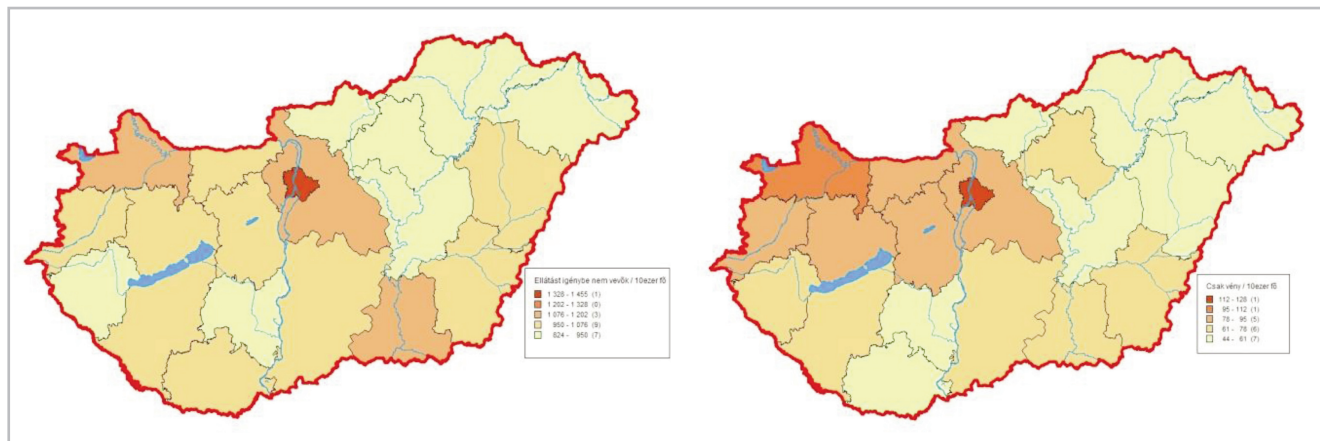 Ellátást igénybe nem vevők / 10ezer fő
1 328 - 1 455 (1)
1 202 - 1 328 (0)
1 076 - 1 202 (3)
950 - 1 076 (9)
824 - 950 (7)
Csak vény / 10ezer fő
112 - 128 (1)
95 - 112 (1)
78 - 95 (5)
61 - 78 (6)
44 - 61 (7)